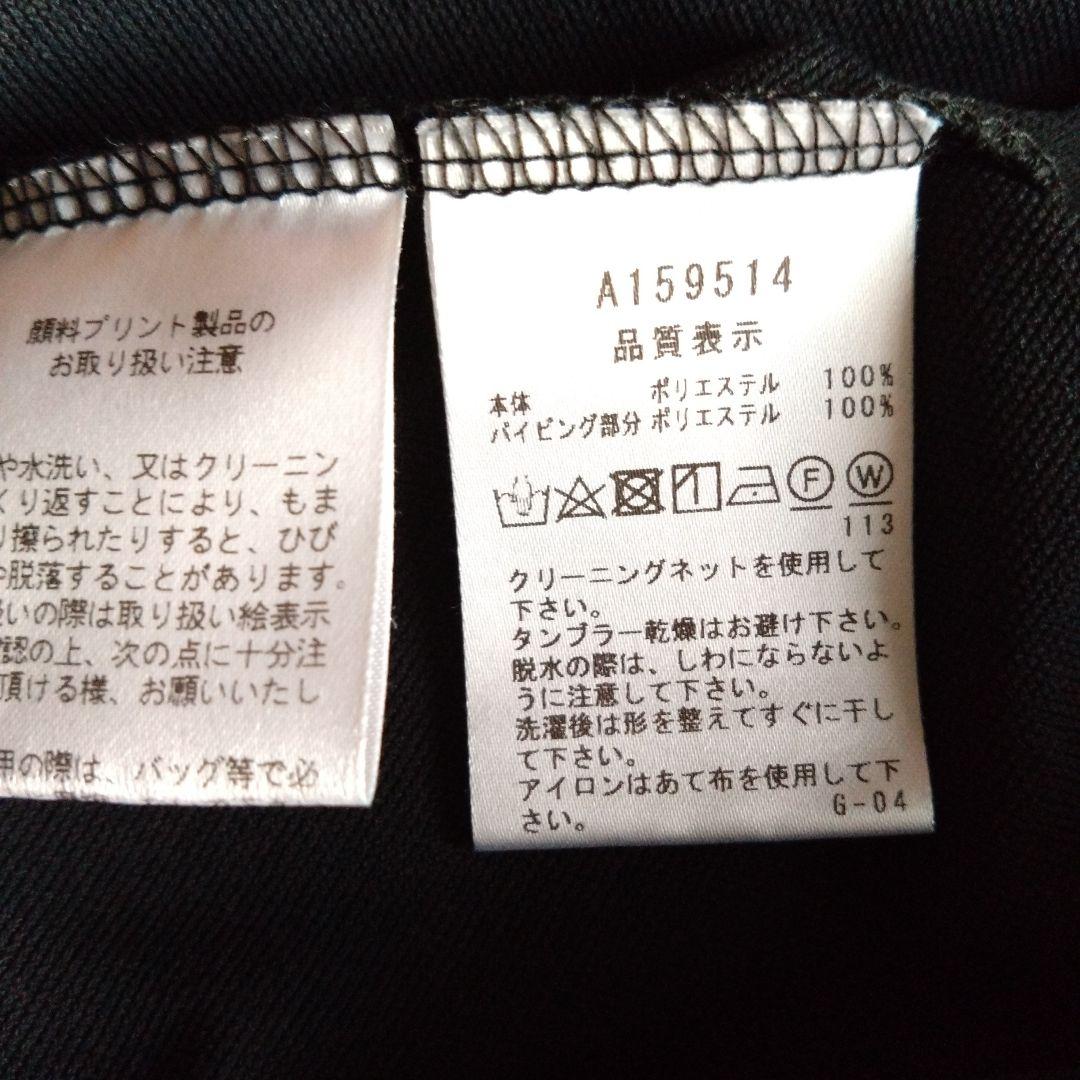 顔料プリント製品の
お取り扱い注意
や水洗い、又はクリーニン
くり返すことにより、もま
り擦られたりすると、ひび
や脱落することがあります。
扱いの際は取り扱い絵表示
認の上、次の点に十分注
頂ける様、お願いいたし
用の際は、バッグ等で必
A159514
品質表示
本体 ポリエステル 100%
パイピング部分 ポリエステル 100%
F W
113
クリーニングネットを使用して
下さい。
タンブラー乾燥はお避け下さい。
脱水の際は、しわにならないよ
うに注意して下さい。
洗濯後は形を整えてすぐに干し
て下さい。
アイロンはあて布を使用して下
さい。
G-04